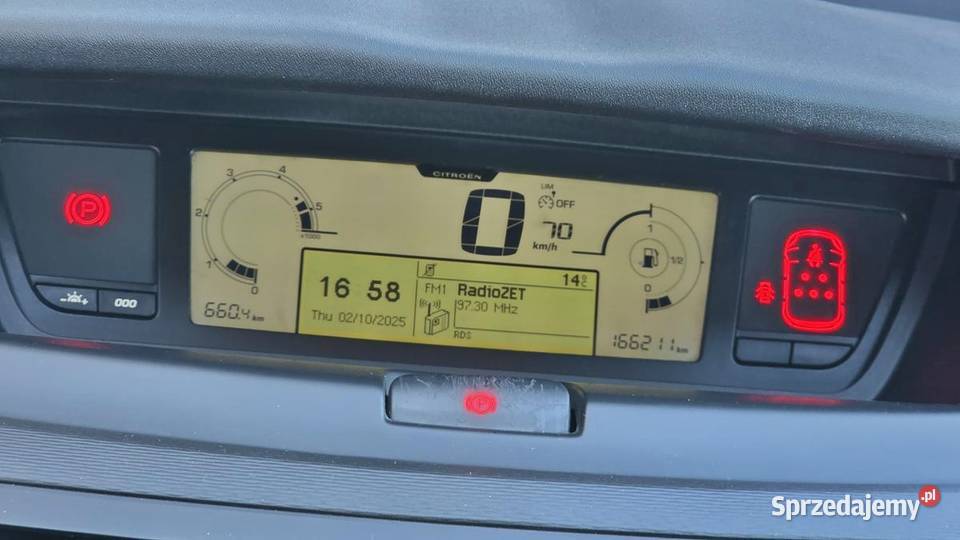 CITROËN
3
4
2
5
x1000
1
0
LIM
OFF
0
70
km/h
1
1/2
0
16 58
Thu 02/10/2025
14°C
FM1 RadioZET
97.30 MHz
RDS
660.4 km
166211 km
P
000
P
Sprzedajemy.pl